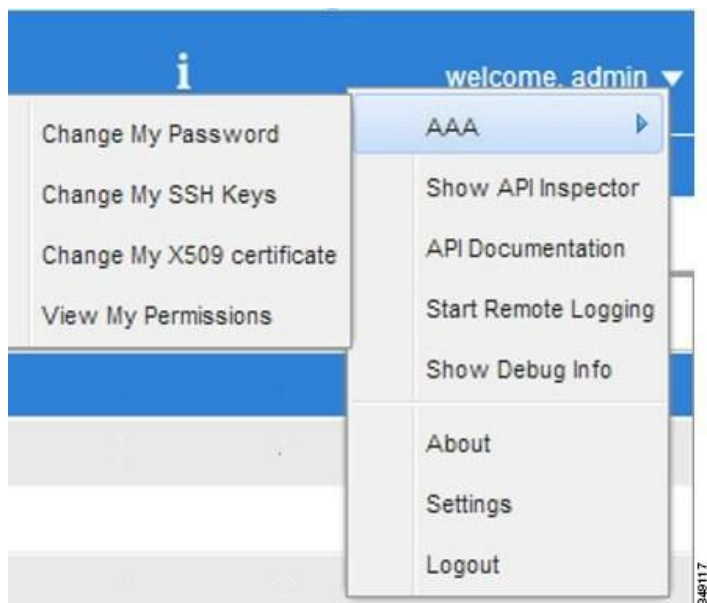 i
welcome, admin
AAA
Change My Password
Change My SSH Keys
Change My X509 certificate
View My Permissions
Show API Inspector
API Documentation
Start Remote Logging
Show Debug Info
About
Settings
Logout
349117